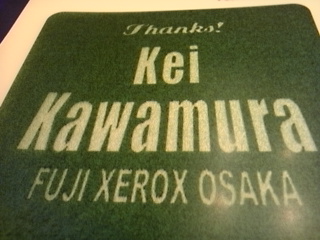 Thanks!
Kei
Kawamura
FUJI XEROX OSAKA